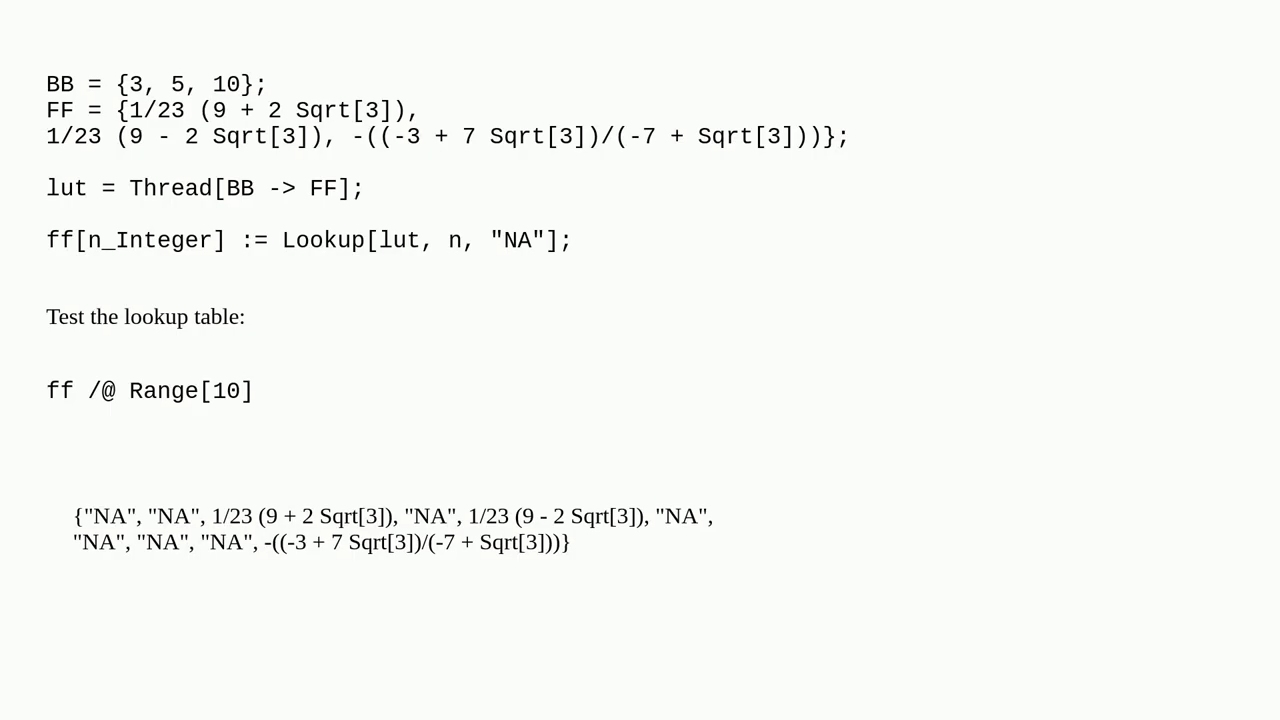 BB = {3, 5, 10};
FF = {1/23 (9 + 2 Sqrt[3]),
1/23 (9 - 2 Sqrt[3]), -((-3 + 7 Sqrt[3])/(-7 + Sqrt[3]))};
lut = Thread[BB -> FF];
ff[n_Integer] := Lookup[lut, n, "NA"];
Test the lookup table:
ff /@ Range[10]
{"NA", "NA", 1/23 (9 + 2 Sqrt[3]), "NA", 1/23 (9 - 2 Sqrt[3]), "NA",
"NA", "NA", "NA", -((-3 + 7 Sqrt[3])/(-7 + Sqrt[3]))}